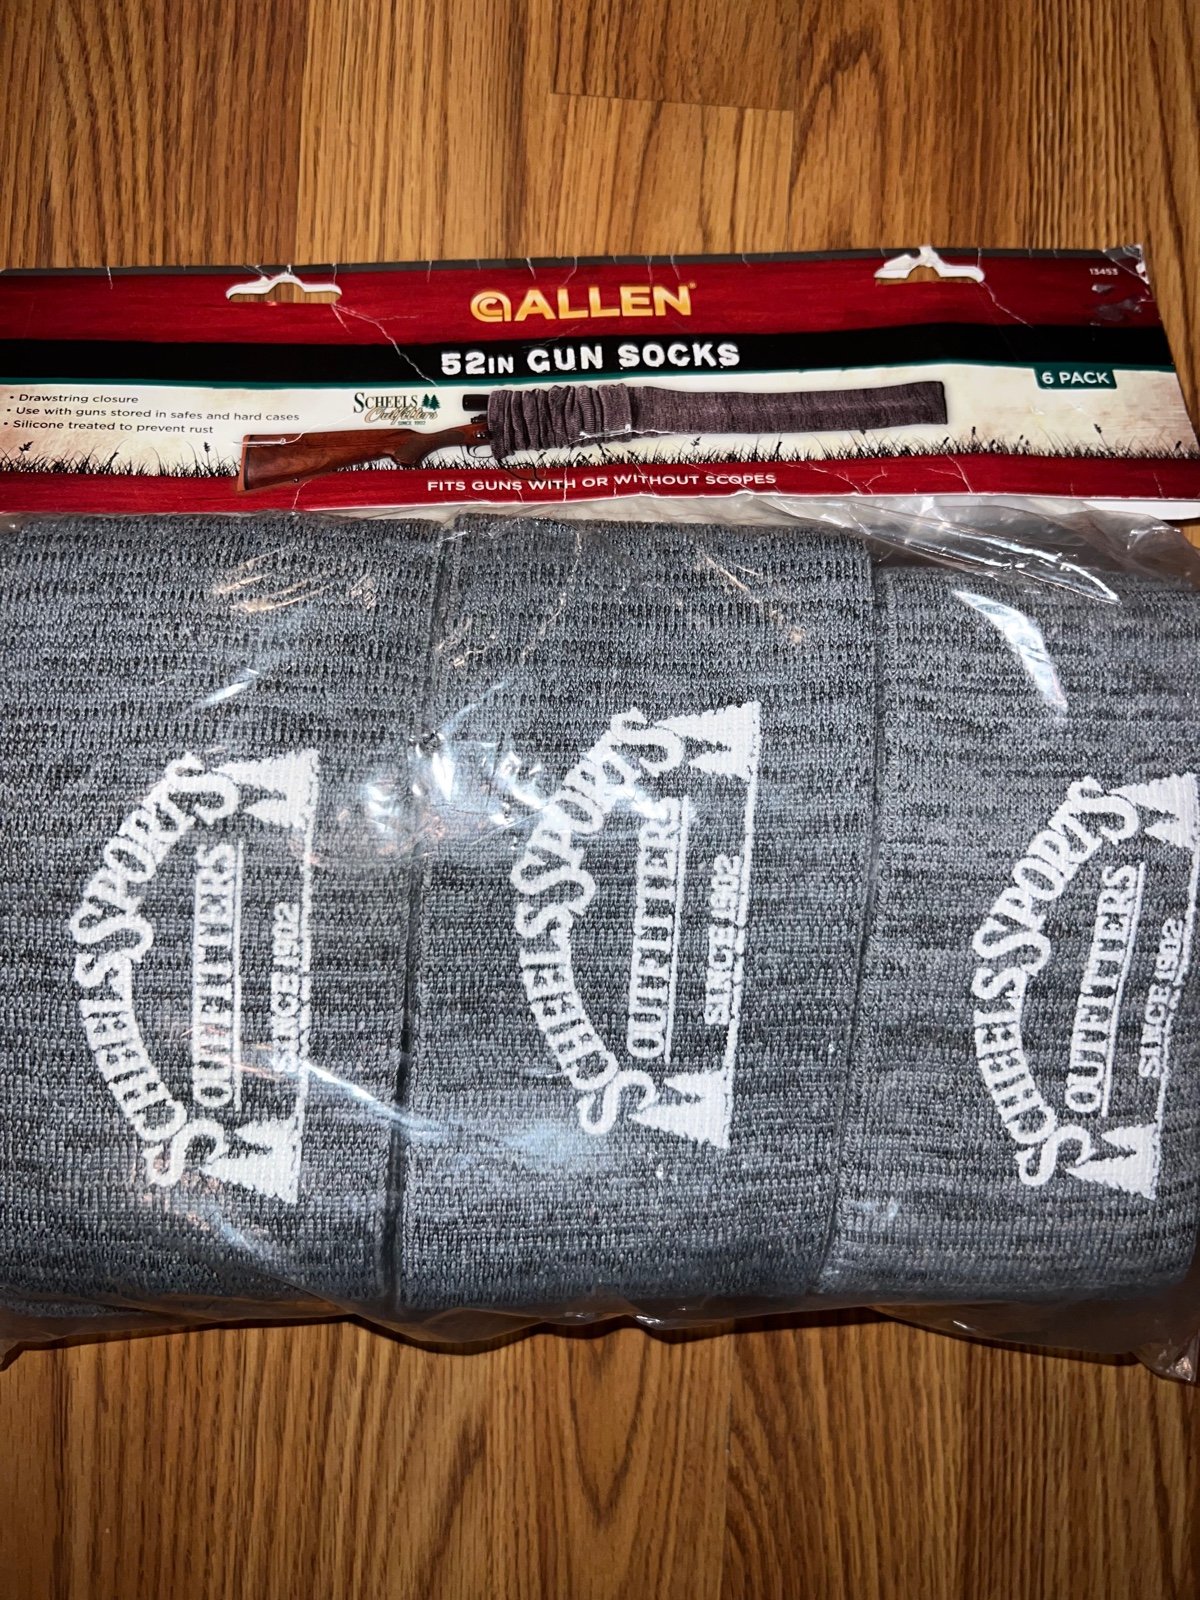 13453
ALLEN®
52IN GUN SOCKS
6 PACK
• Drawstring closure
• Use with guns stored in safes and hard cases
• Silicone treated to prevent rust
SCHEELS
Outfitters
SINCE 1902
FITS GUNS WITH OR WITHOUT SCOPES
SCHEELS SPORTS
OUTFITTERS
SINCE 1902
SCHEELS SPORTS
OUTFITTERS
SINCE 1902
SCHEELS SPORTS
OUTFITTERS
SINCE 1902